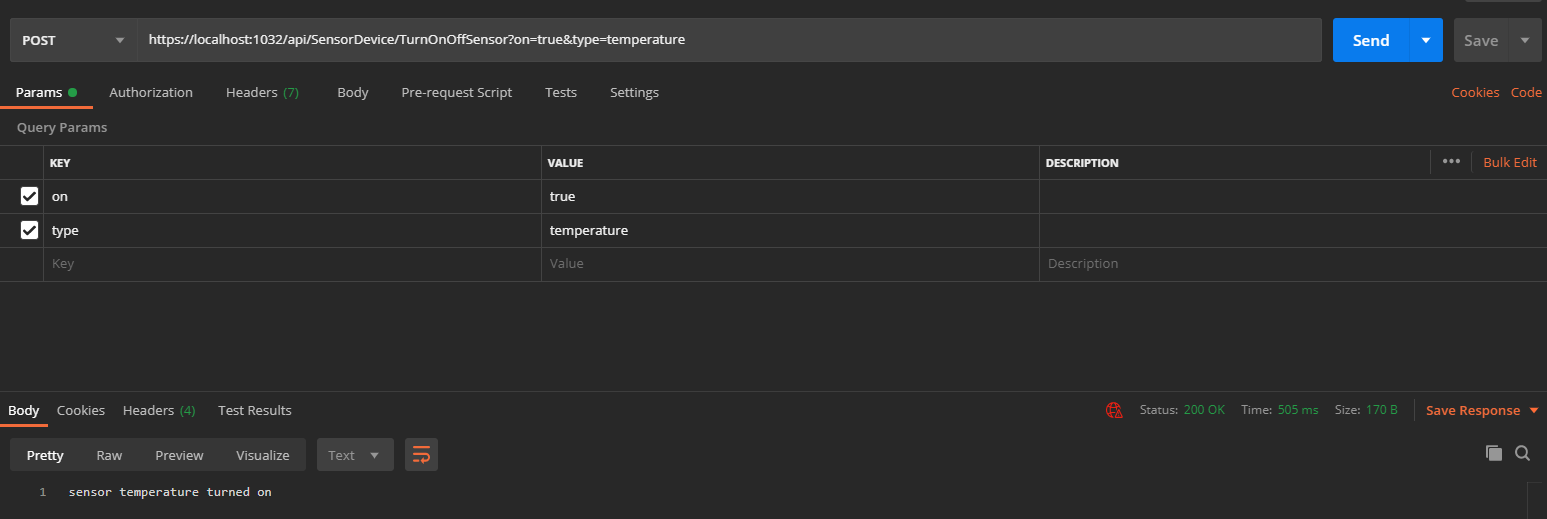 POST https://localhost:1032/api/SensorDevice/TurnOnOffSensor?on=true&type=temperature Send Save
Params Authorization Headers (7) Body Pre-request Script Tests Settings Cookies Code
Query Params
KEY VALUE DESCRIPTION ••• Bulk Edit
on true
type temperature
Key Value Description
Body Cookies Headers (4) Test Results Status: 200 OK Time: 505 ms Size: 170 B Save Response
Pretty Raw Preview Visualize Text
1 sensor temperature turned on